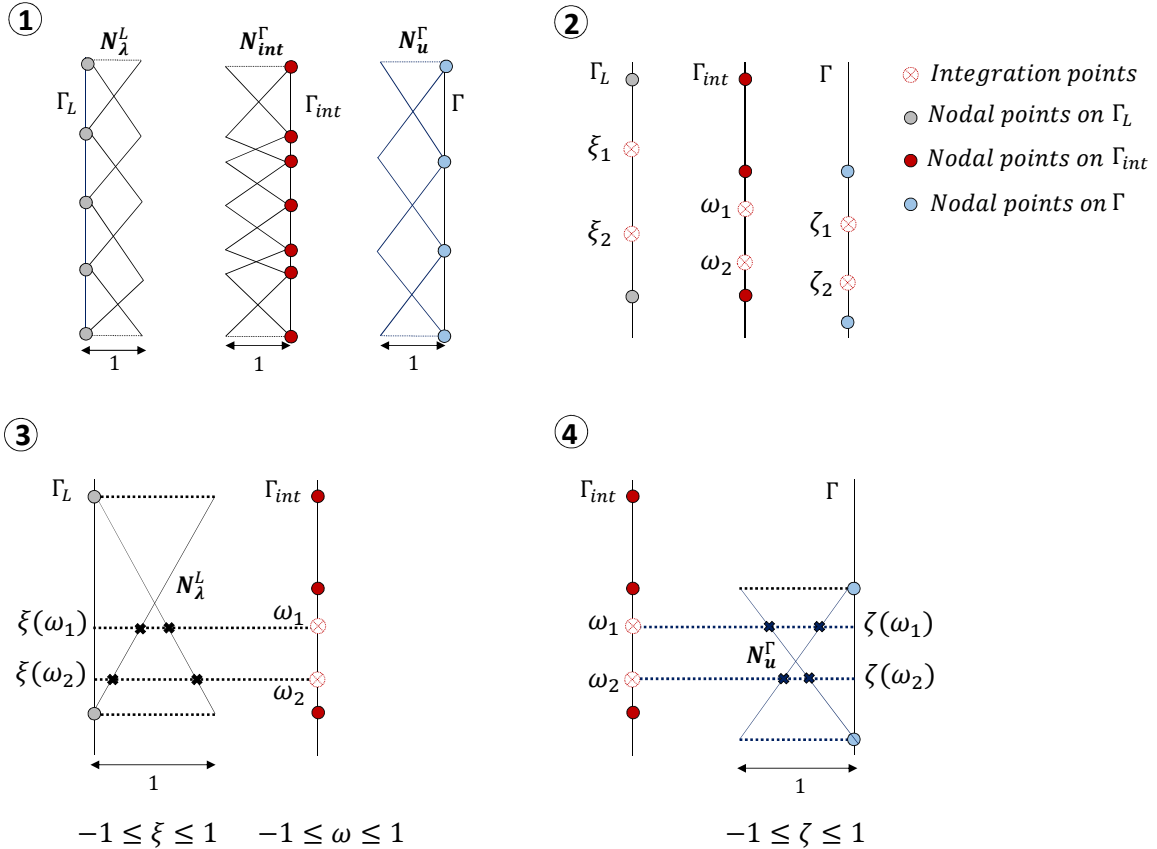 1
N_λ^L N_int^Γ N_u^Γ
Γ_L Γ_int Γ
1 1 1
2
Γ_L Γ_int Γ
ξ_1
ξ_2
ω_1
ω_2
ζ_1
ζ_2
Integration points
Nodal points on Γ_L
Nodal points on Γ_int
Nodal points on Γ
3
Γ_L Γ_int
N_λ^L
ξ(ω_1) ω_1
ξ(ω_2) ω_2
1
−1 ≤ ξ ≤ 1 −1 ≤ ω ≤ 1
4
Γ_int Γ
ω_1 ζ(ω_1)
N_u^Γ
ω_2 ζ(ω_2)
1
−1 ≤ ζ ≤ 1